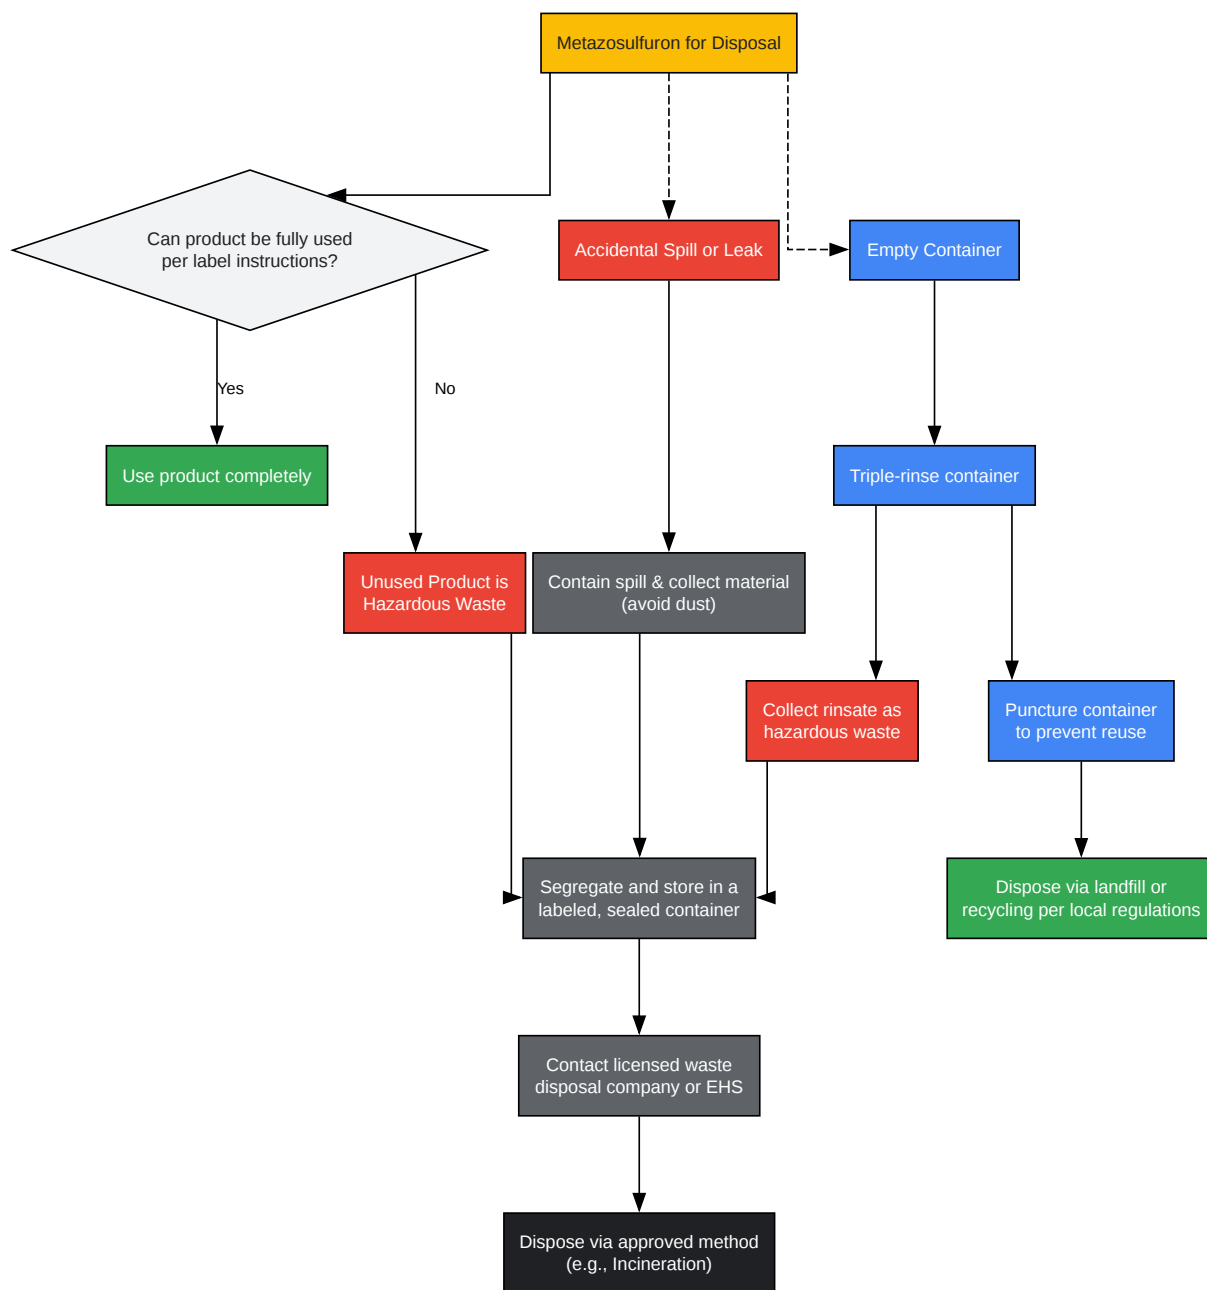 Metazosulfuron for Disposal
Can product be fully used
per label instructions?
Accidental Spill or Leak
Empty Container
Yes
No
Use product completely
Triple-rinse container
Unused Product is
Hazardous Waste
Contain spill & collect material
(avoid dust)
Collect rinsate as
hazardous waste
Puncture container
to prevent reuse
Segregate and store in a
labeled, sealed container
Dispose via landfill or
recycling per local regulations
Contact licensed waste
disposal company or EHS
Dispose via approved method
(e.g., Incineration)